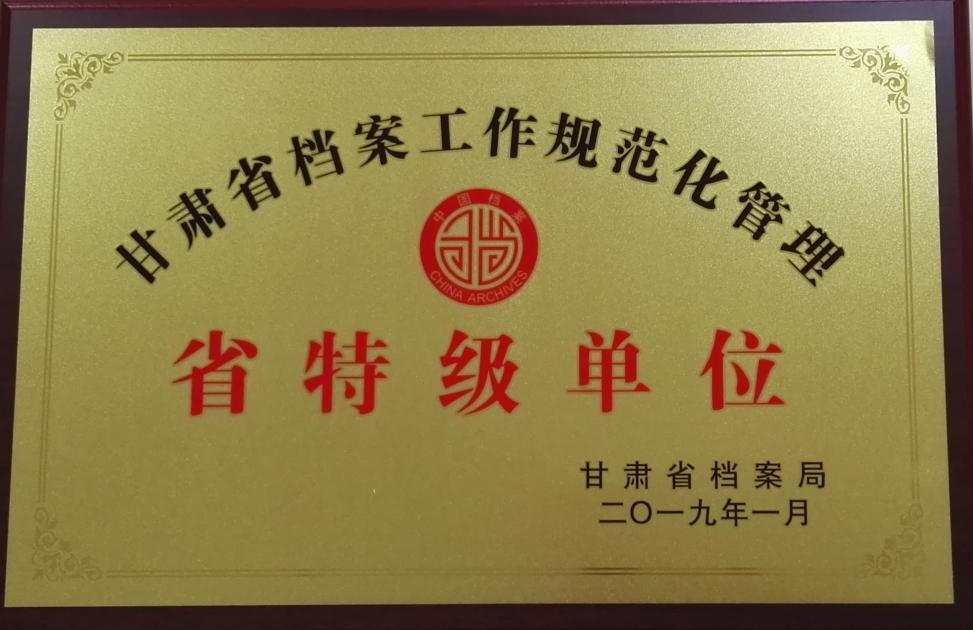 甘肃省档案工作规范化管理
中国档案
CHINA ARCHIVES
省特级单位
甘肃省档案局
二〇一九年一月